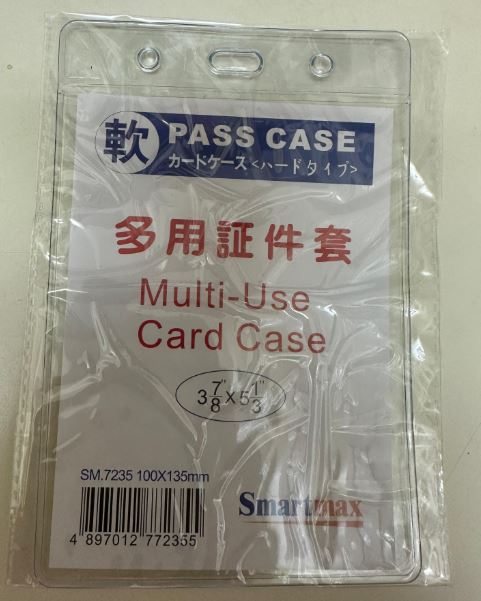 軟 PASS CASE
カードケース<ハードタイプ>
多用証件套
Multi-Use
Card Case
3 7/8" X 5 1/3"
SM.7235 100X135mm
Smartmax
4 897012 772355